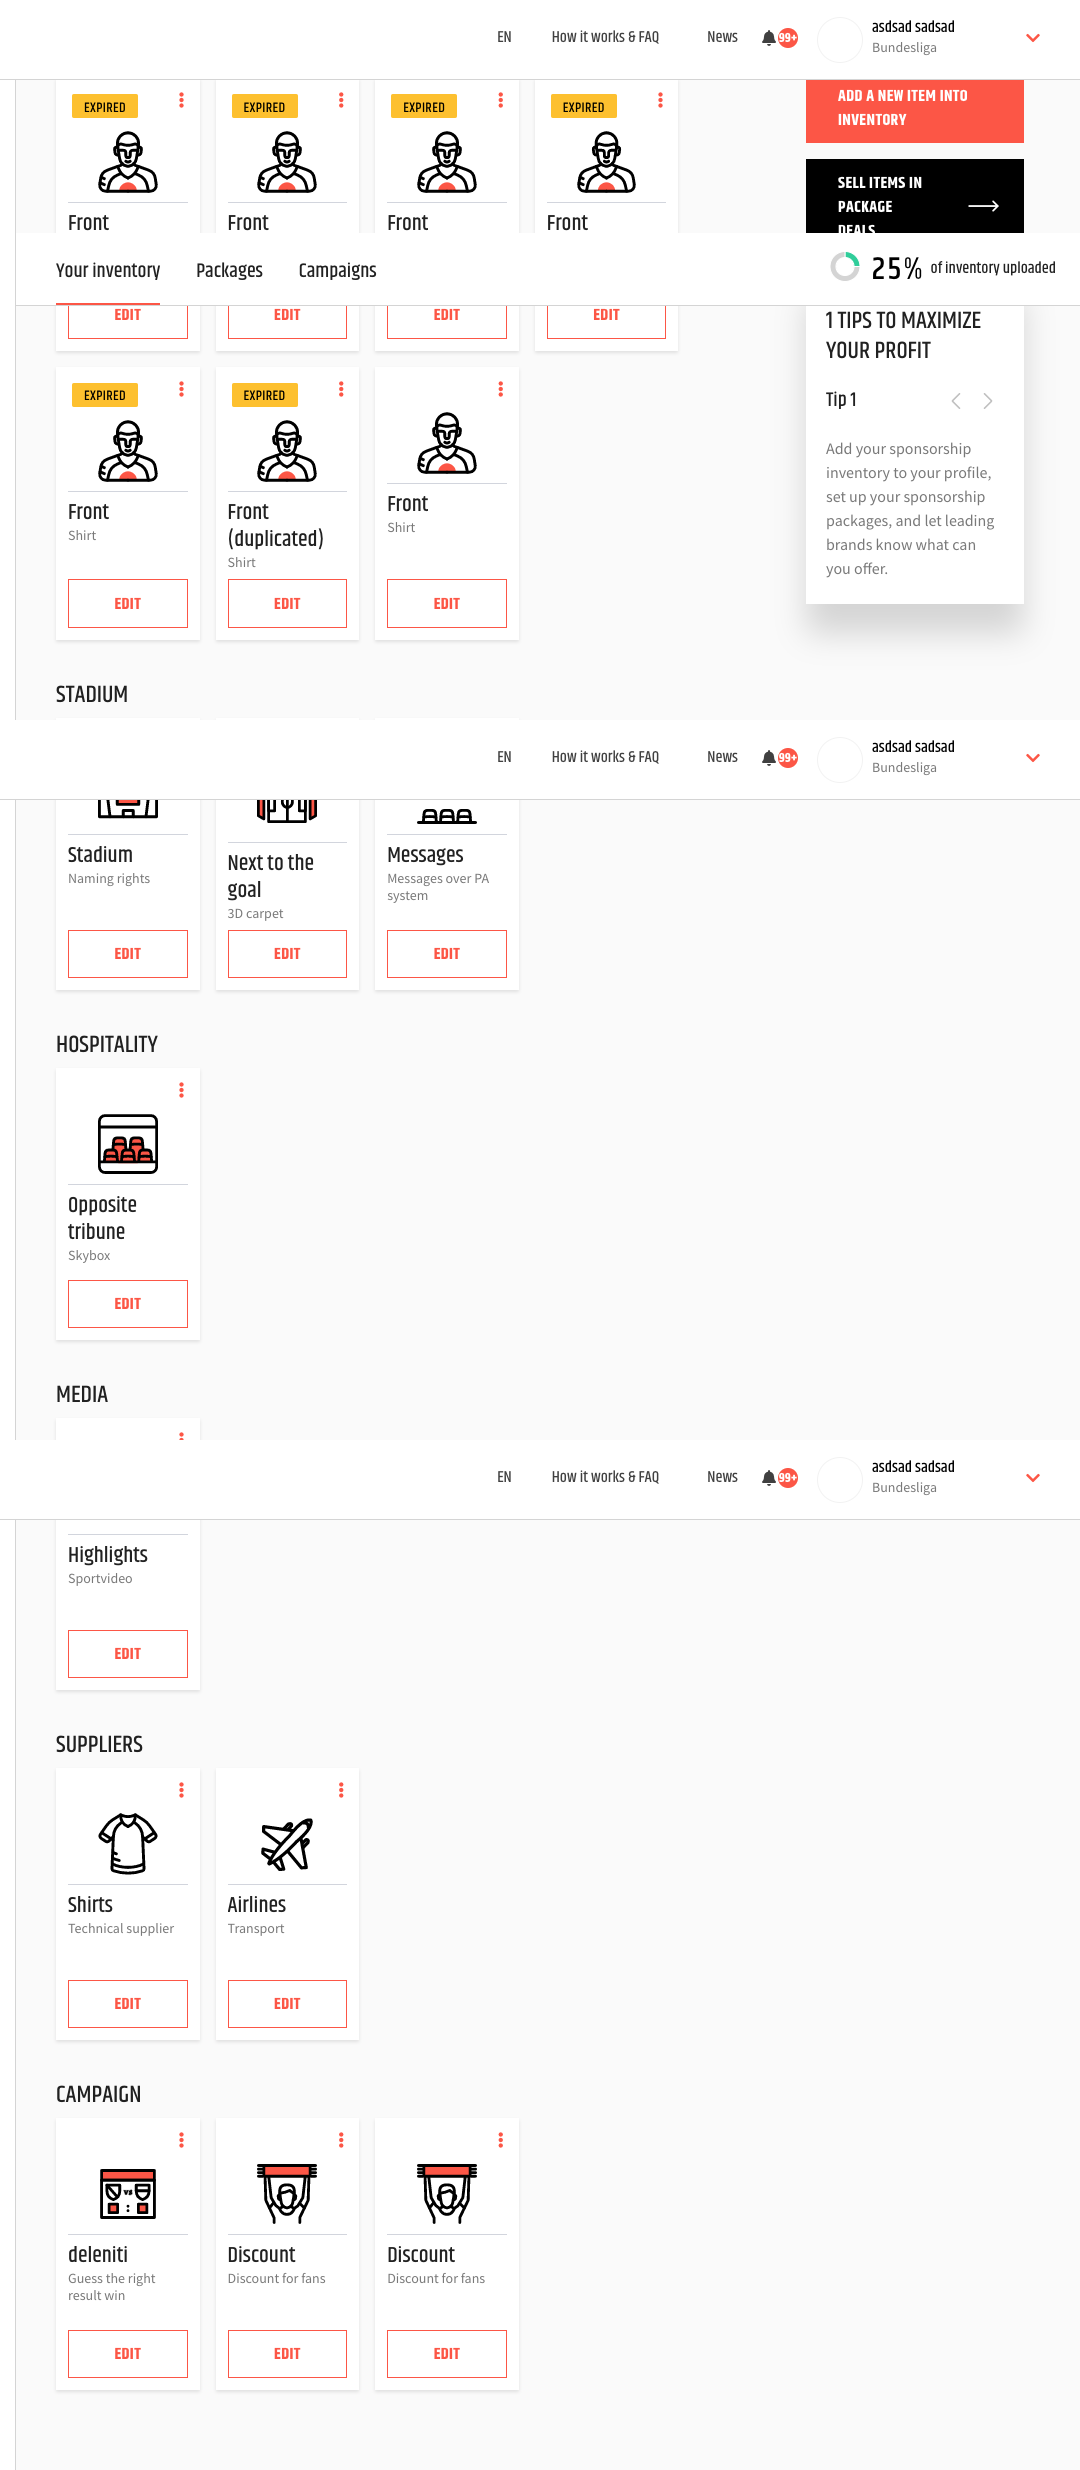 EN How it works & FAQ News 99+ asdsad sadsad
Bundesliga
EXPIRED EXPIRED EXPIRED EXPIRED
Front Front Front Front
ADD A NEW ITEM INTO
INVENTORY
SELL ITEMS IN
PACKAGE
DEALS
Your inventory Packages Campaigns
25% of inventory uploaded
EDIT EDIT EDIT EDIT
1 TIPS TO MAXIMIZE
YOUR PROFIT
Tip 1
Add your sponsorship
inventory to your profile,
set up your sponsorship
packages, and let leading
brands know what can
you offer.
EXPIRED EXPIRED
Front
Shirt
EDIT
Front
(duplicated)
Shirt
EDIT
Front
Shirt
EDIT
STADIUM
EN How it works & FAQ News 99+ asdsad sadsad
Bundesliga
Stadium
Naming rights
EDIT
Next to the
goal
3D carpet
EDIT
Messages
Messages over PA
system
EDIT
HOSPITALITY
Opposite
tribune
Skybox
EDIT
MEDIA
EN How it works & FAQ News 99+ asdsad sadsad
Bundesliga
Highlights
Sportvideo
EDIT
SUPPLIERS
Shirts
Technical supplier
EDIT
Airlines
Transport
EDIT
CAMPAIGN
VS
deleniti
Guess the right
result win
EDIT
Discount
Discount for fans
EDIT
Discount
Discount for fans
EDIT